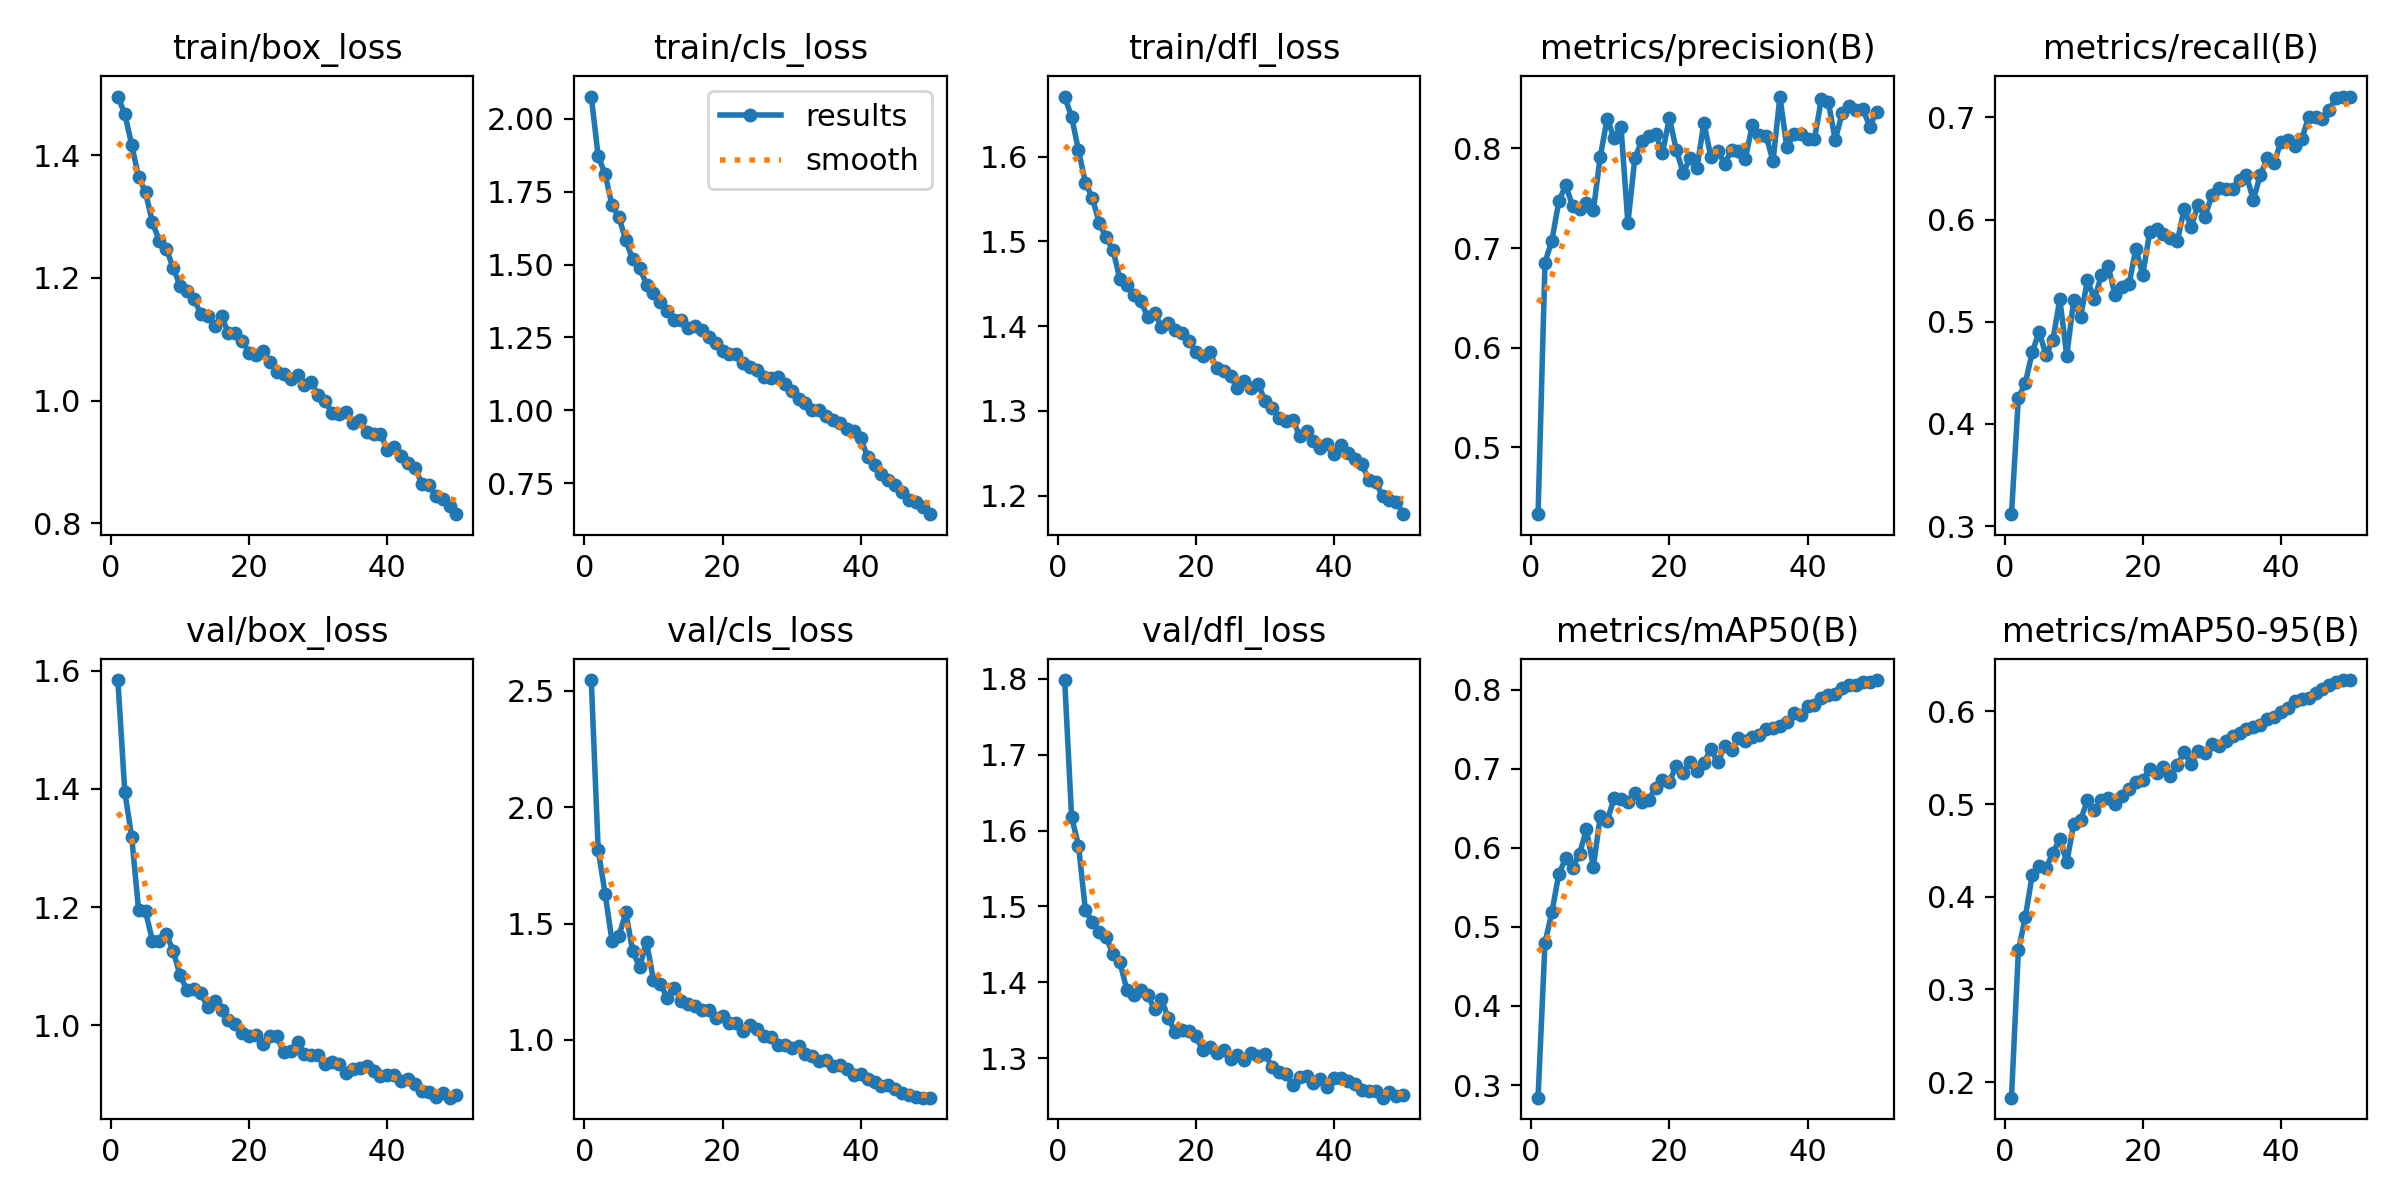 train/box_loss
train/cls_loss
train/dfl_loss
metrics/precision(B)
metrics/recall(B)
1.4
1.2
1.0
0.8
0 20 40
results
smooth
2.00
1.75
1.50
1.25
1.00
0.75
0 20 40
1.6
1.5
1.4
1.3
1.2
0 20 40
0.8
0.7
0.6
0.5
0 20 40
0.7
0.6
0.5
0.4
0.3
0 20 40
val/box_loss
val/cls_loss
val/dfl_loss
metrics/mAP50(B)
metrics/mAP50-95(B)
1.6
1.4
1.2
1.0
0 20 40
2.5
2.0
1.5
1.0
0 20 40
1.8
1.7
1.6
1.5
1.4
1.3
0 20 40
0.8
0.7
0.6
0.5
0.4
0.3
0 20 40
0.6
0.5
0.4
0.3
0.2
0 20 40